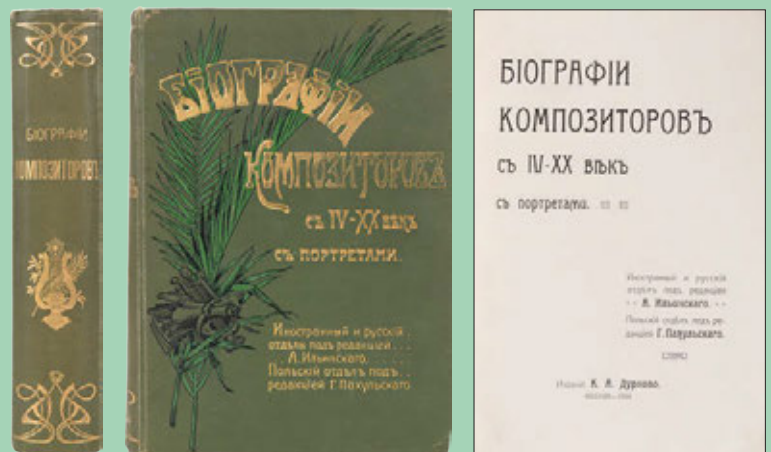 БІОГРАФІИ
КОМПОЗИТОРОВЪ
БІОГРАФІИ
КОМПОЗИТОРОВЪ
съ IV-XX вѣкъ
съ портретами.
Иностранный и русскій
отдѣлы подъ редакціей . . .
А. Ильинскаго.
Польскій отдѣлъ подъ . .
редакціей Г. Пахульскаго
БІОГРАФІИ
КОМПОЗИТОРОВЪ
съ IV-XX вѣкъ
съ портретами.
Иностранный и русскій
отдѣлъ подъ редакціей
· · А. Ильинскаго. · ·
Польскій отдѣлъ подъ ре-
дакціей Г. Пахульскаго.
Изданіе К. А. Дурново.